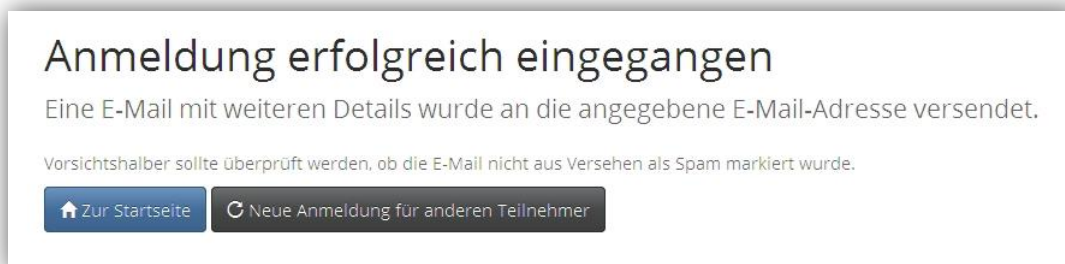 Anmeldung erfolgreich eingegangen
Eine E-Mail mit weiteren Details wurde an die angegebene E-Mail-Adresse versendet.
Vorsichtshalber sollte überprüft werden, ob die E-Mail nicht aus Versehen als Spam markiert wurde.
Zur Startseite Neue Anmeldung für anderen Teilnehmer